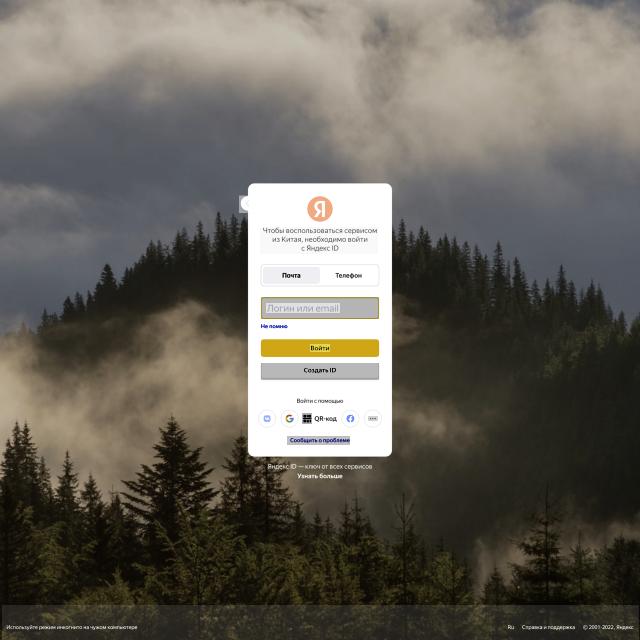 Я
Чтобы воспользоваться сервисом
из Китая, необходимо войти
с Яндекс ID
Почта
Телефон
Логин или email
Не помню
Войти
Создать ID
Войти с помощью
QR-код
Сообщить о проблеме
Яндекс ID — ключ от всех сервисов
Узнать больше
Используйте режим инкогнито на чужом компьютере
Ru Справка и поддержка © 2001-2022, Яндекс